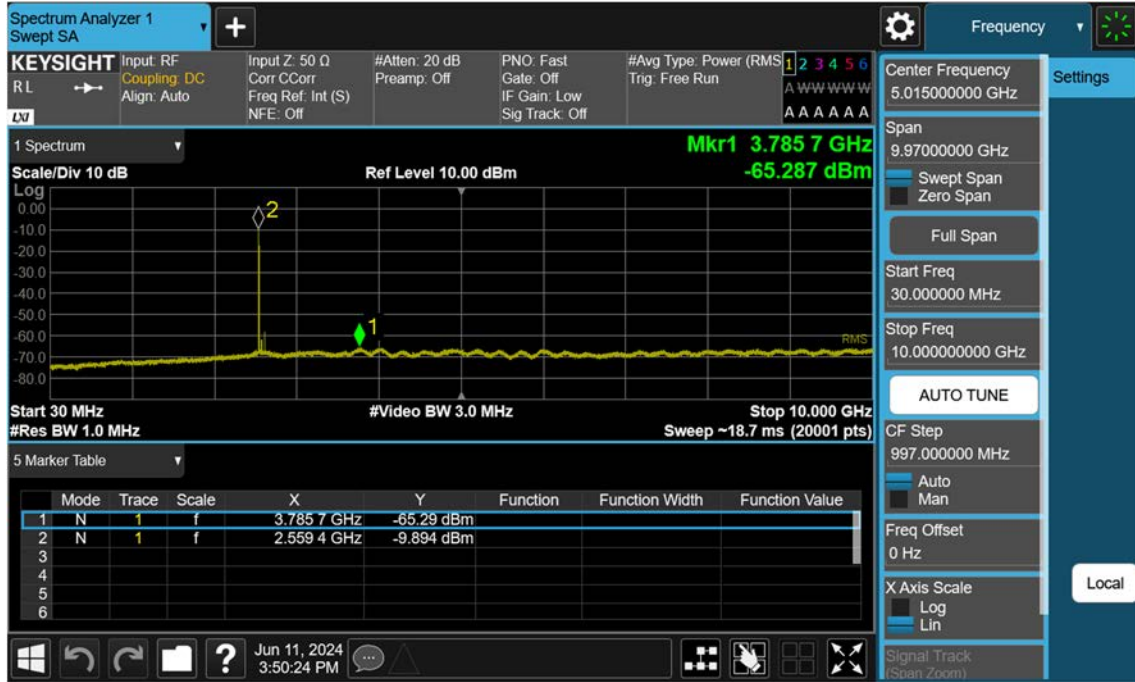 Spectrum Analyzer 1
Swept SA
Frequency
KEYSIGHT
R L
LXI
Input: RF
Coupling: DC
Align: Auto
Input Z: 50 Ω
Corr CCorr
Freq Ref: Int (S)
NFE: Off
#Atten: 20 dB
Preamp: Off
PNO: Fast
Gate: Off
IF Gain: Low
Sig Track: Off
#Avg Type: Power (RMS
Trig: Free Run
1 2 3 4 5 6
A W W W W W
A A A A A A
1 Spectrum
Mkr1 3.785 7 GHz
Scale/Div 10 dB
Ref Level 10.00 dBm
-65.287 dBm
Log
0.00
-10.0
-20.0
-30.0
-40.0
-50.0
-60.0
-70.0
-80.0
2
1
RMS
Start 30 MHz
#Video BW 3.0 MHz
Stop 10.000 GHz
#Res BW 1.0 MHz
Sweep ~18.7 ms (20001 pts)
5 Marker Table
Mode Trace Scale X Y Function Function Width Function Value
1 N 1 f 3.785 7 GHz -65.29 dBm
2 N 1 f 2.559 4 GHz -9.894 dBm
3
4
5
6
?
Jun 11, 2024
3:50:24 PM
Center Frequency
5.015000000 GHz
Settings
Span
9.97000000 GHz
Swept Span
Zero Span
Full Span
Start Freq
30.000000 MHz
Stop Freq
10.000000000 GHz
AUTO TUNE
CF Step
997.000000 MHz
Auto
Man
Freq Offset
0 Hz
X Axis Scale
Log
Lin
Local
Signal Track
(Span Zoom)